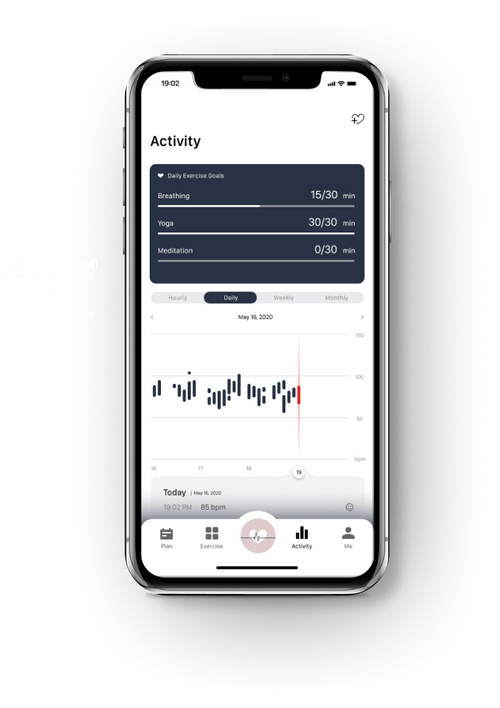 19:02
Activity
Daily Exercise Goals
Breathing 15/30 min
Yoga 30/30 min
Meditation 0/30 min
Hourly Daily Weekly Monthly
‹ May 16, 2020 ›
150
100
50
bpm
16 17 18 19
Today | May 16, 2020
19:02 PM 85 bpm
Plan Exercise Activity Me